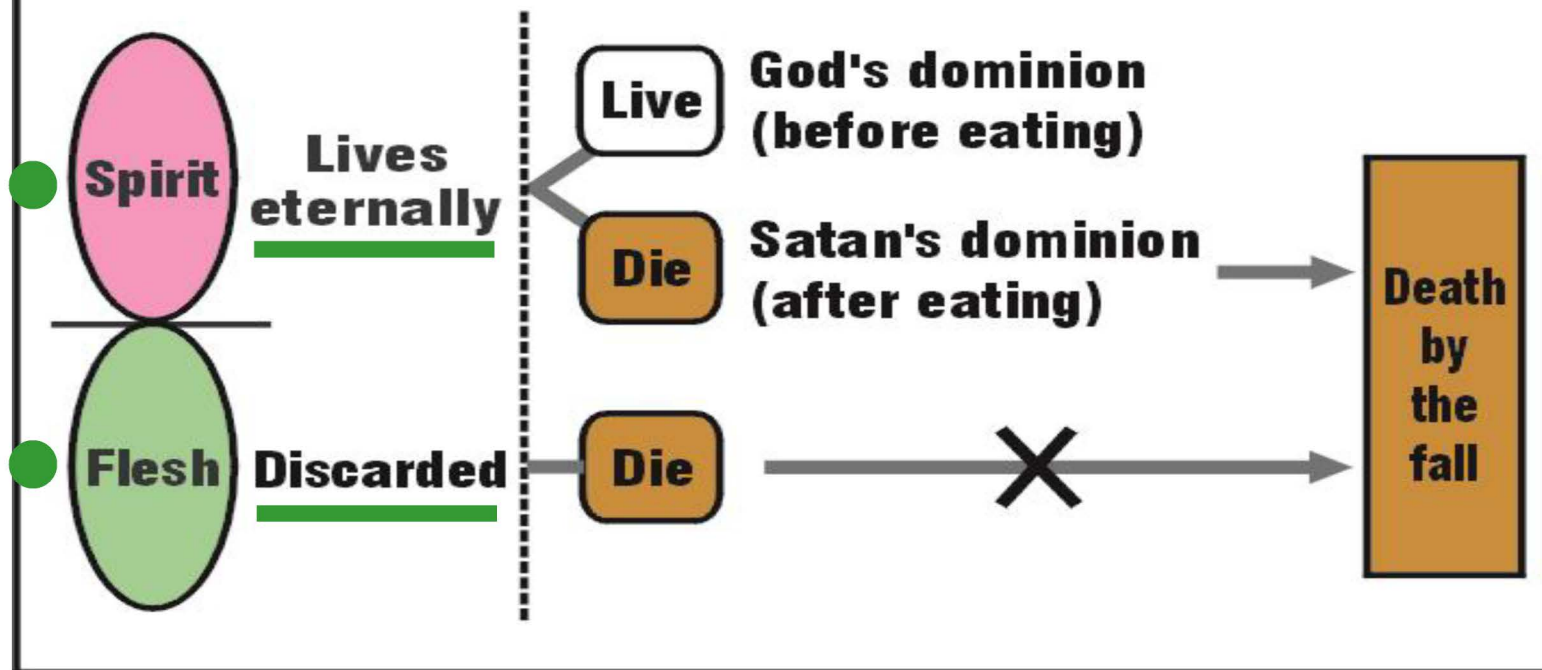 Spirit
Lives
eternally
Live
God's dominion
(before eating)
Die
Satan's dominion
(after eating)
Flesh
Discarded
Die
Death
by
the
fall